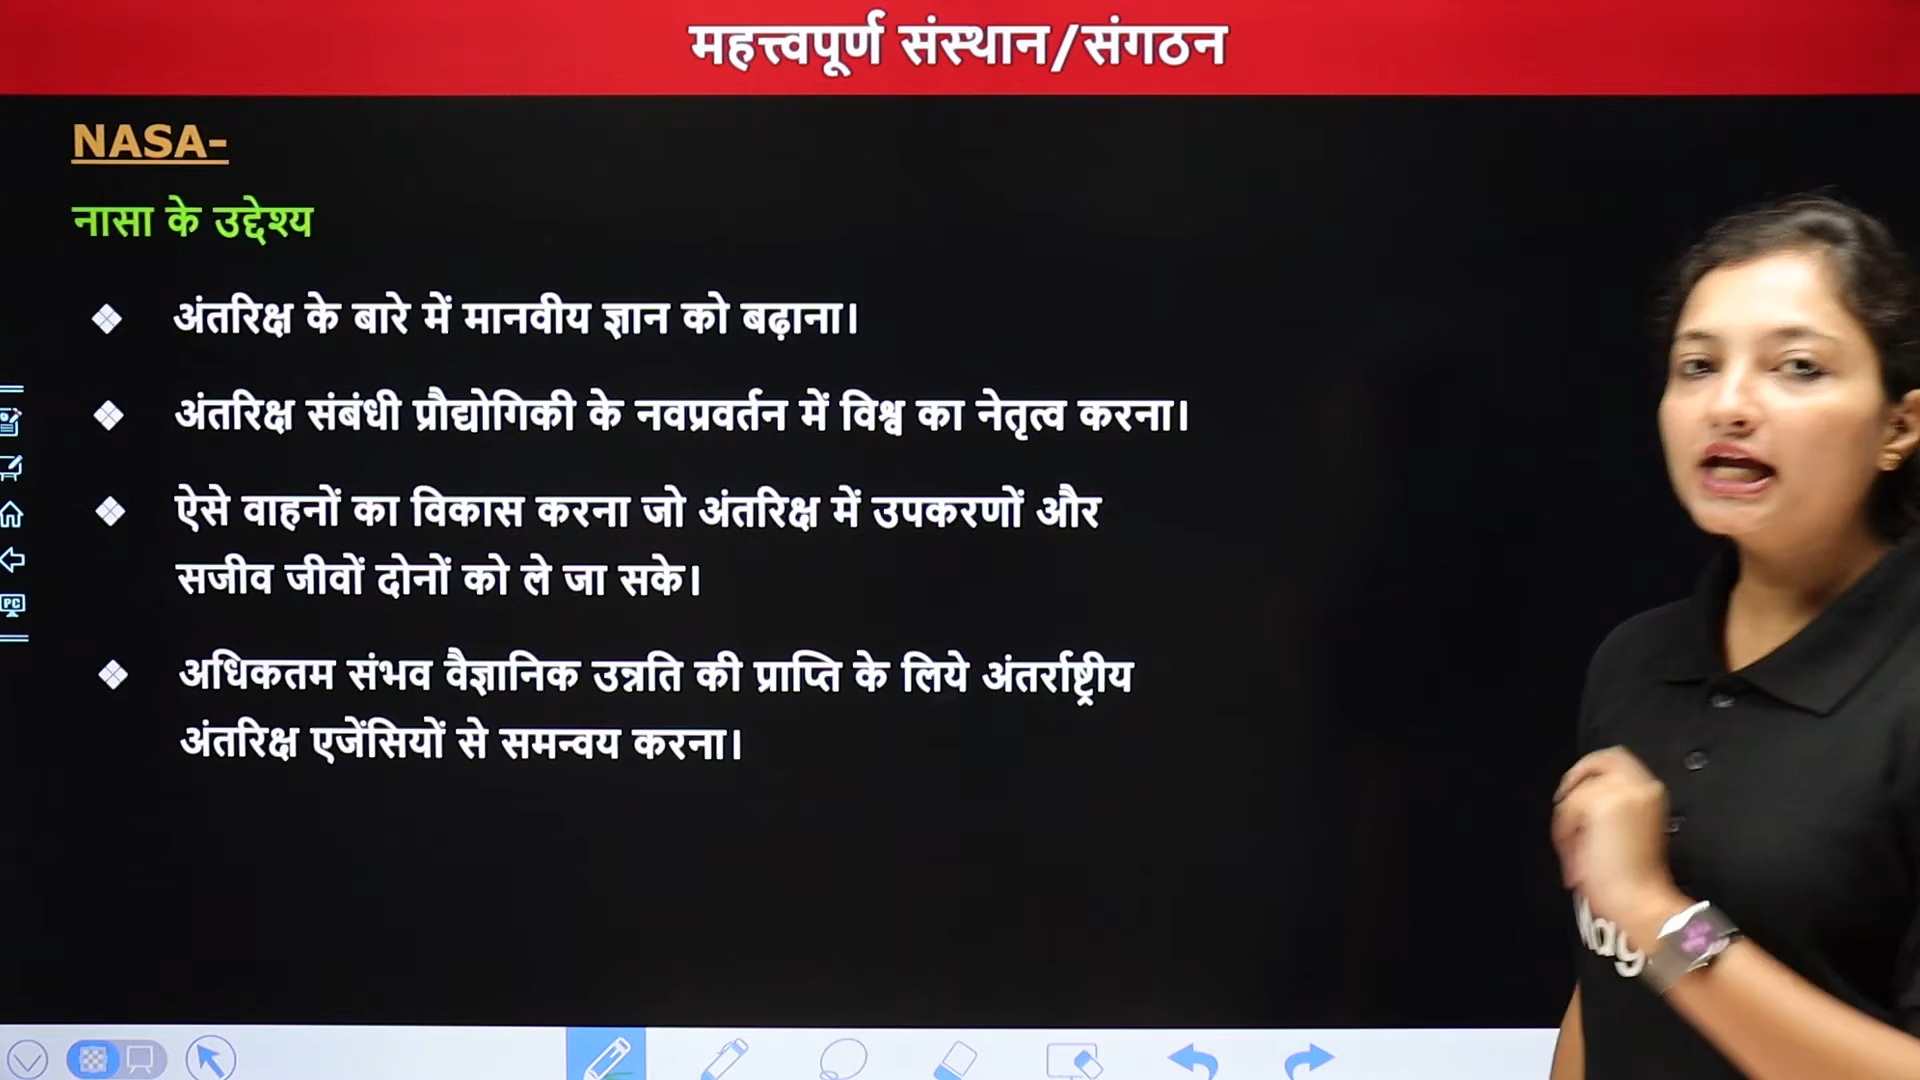 महत्त्वपूर्ण संस्थान/संगठन
NASA-
नासा के उद्देश्य
अंतरिक्ष के बारे में मानवीय ज्ञान को बढ़ाना।
अंतरिक्ष संबंधी प्रौद्योगिकी के नवप्रवर्तन में विश्व का नेतृत्व करना।
ऐसे वाहनों का विकास करना जो अंतरिक्ष में उपकरणों और
सजीव जीवों दोनों को ले जा सके।
अधिकतम संभव वैज्ञानिक उन्नति की प्राप्ति के लिये अंतर्राष्ट्रीय
अंतरिक्ष एजेंसियों से समन्वय करना।
PC